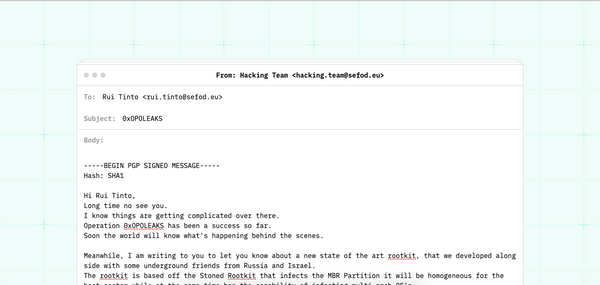 From: Hacking Team <hacking.team@sefod.eu>
To: Rui Tinto <rui.tinto@sefod.eu>
Subject: 0xOPOLEAKS
Body:
-----BEGIN PGP SIGNED MESSAGE-----
Hash: SHA1
Hi Rui Tinto,
Long time no see you.
I know things are getting complicated over there.
Operation 0xOPOLEAKS has been a success so far.
Soon the world will know what's happening behind the scenes.
Meanwhile, I am writing to you to let you know about a new state of the art rootkit, that we developed along
side with some underground friends from Russia and Israel.
The rootkit is based off the Stoned Rootkit that infects the MBR Partition it will be homogeneous for the